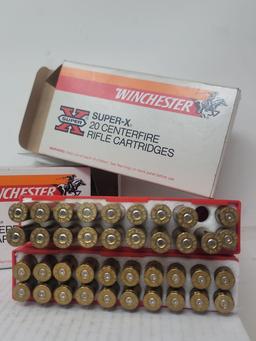 WINCHESTER
SUPER
X
SUPER-X®
20 CENTERFIRE
RIFLE CARTRIDGES
WINCHESTER